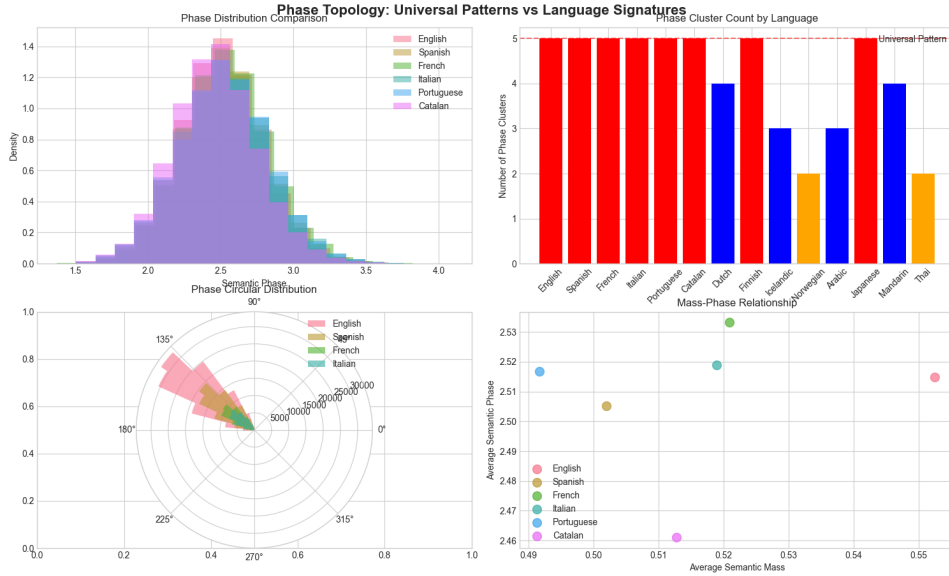 Phase Topology: Universal Patterns vs Language Signatures
Phase Distribution Comparison
1.4
1.2
1.0
0.8
0.6
0.4
0.2
0.0
Density
1.5 2.0 2.5 3.0 3.5 4.0
Semantic Phase
English
Spanish
French
Italian
Portuguese
Catalan
Phase Cluster Count by Language
5
4
3
2
1
0
Number of Phase Clusters
Universal Pattern
English Spanish French Italian Portuguese Catalan Dutch Finnish Icelandic Norwegian Arabic Japanese Mandarin Thai
Phase Circular Distribution
1.0
0.8
0.6
0.4
0.2
0.0
0.0 0.2 0.4 0.6 0.8 1.0
90°
45°
135°
180°
0°
225°
315°
270°
5000 10000 15000 20000 25000 30000
English
Spanish
French
Italian
Mass-Phase Relationship
2.53
2.52
2.51
2.50
2.49
2.48
2.47
2.46
Average Semantic Phase
English
Spanish
French
Italian
Portuguese
Catalan
0.49 0.50 0.51 0.52 0.53 0.54 0.55
Average Semantic Mass